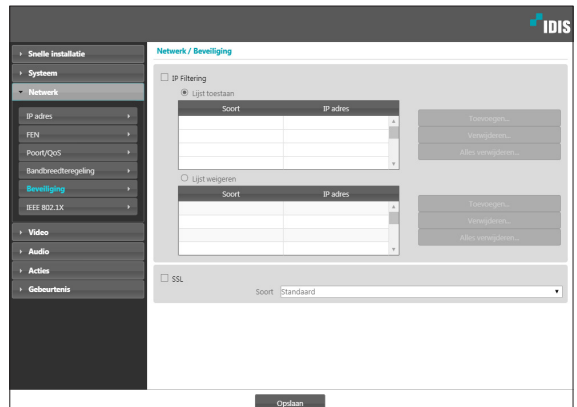 IDIS
Snelle installatie
Systeem
Netwerk
IP adres
FEN
Poort/QoS
Bandbreedteregeling
Beveiliging
IEEE 802.1X
Video
Audio
Acties
Gebeurtenis
Netwerk / Beveiliging
IP Filtering
Lijst toestaan
Soort IP adres
Toevoegen...
Verwijderen...
Alles verwijderen...
Lijst weigeren
Soort IP adres
Toevoegen...
Verwijderen...
Alles verwijderen...
SSL
Soort Standaard
Opslaan